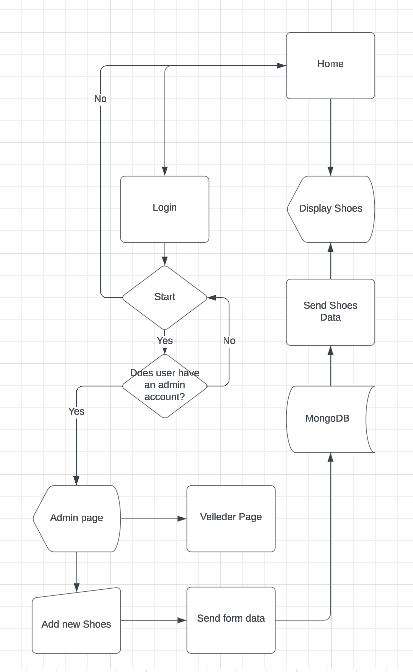 Home
No
Login
Display Shoes
Start
Send Shoes
Data
Yes
No
Does user have
an admin
account?
Yes
MongoDB
Admin page
Veileder Page
Add new Shoes
Send form data